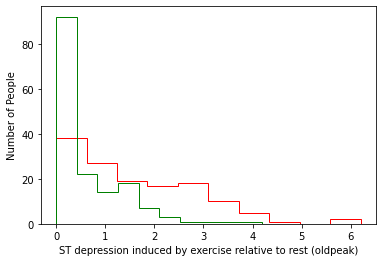 Number of People
80
60
40
20
0
0 1 2 3 4 5 6
ST depression induced by exercise relative to rest (oldpeak)